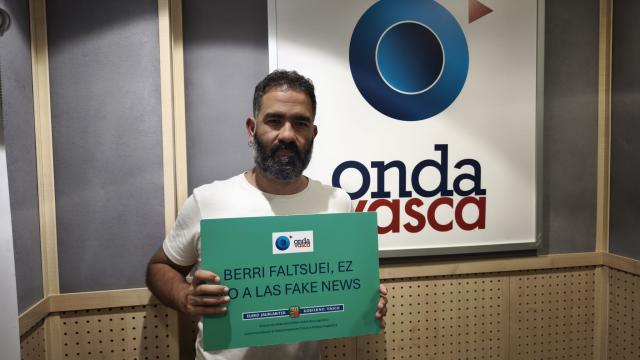 onda
vasca
onda
vasca
BERRI FALTSUEI, EZ
O A LAS FAKE NEWS
EUSKO JAURLARITZA GOBIERNO VASCO